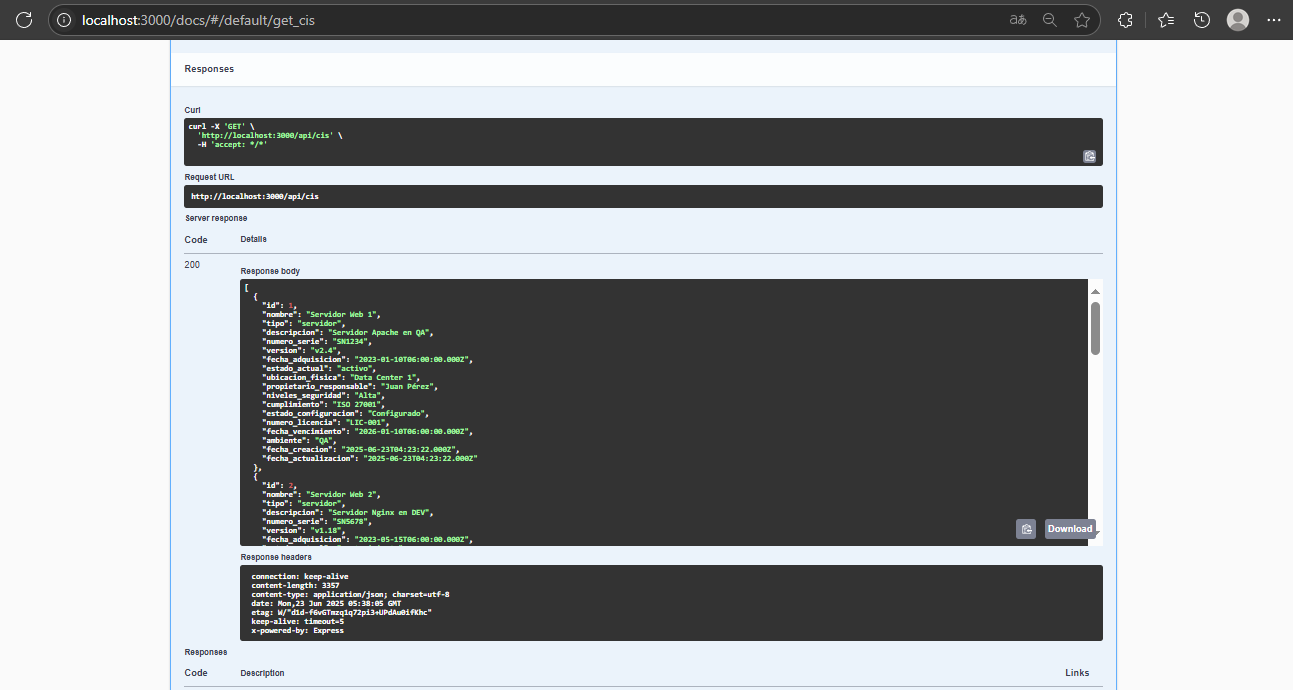 localhost:3000/docs/#/default/get_cis
Responses
Curl
curl -X 'GET' \
'http://localhost:3000/api/cis' \
-H 'accept: */*'
Request URL
http://localhost:3000/api/cis
Server response
Code Details
200
Response body
[
{
"id": 1,
"nombre": "Servidor Web 1",
"tipo": "servidor",
"descripcion": "Servidor Apache en QA",
"numero_serie": "SN1234",
"version": "v2.4",
"fecha_adquisicion": "2023-01-10T06:00:00.000Z",
"estado_actual": "activo",
"ubicacion_fisica": "Data Center 1",
"propietario_responsable": "Juan Pérez",
"niveles_seguridad": "Alta",
"cumplimiento": "ISO 27001",
"estado_configuracion": "Configurado",
"numero_licencia": "LIC-001",
"fecha_vencimiento": "2026-01-10T06:00:00.000Z",
"ambiente": "QA",
"fecha_creacion": "2025-06-23T04:23:22.000Z",
"fecha_actualizacion": "2025-06-23T04:23:22.000Z"
},
{
"id": 2,
"nombre": "Servidor Web 2",
"tipo": "servidor",
"descripcion": "Servidor Nginx en DEV",
"numero_serie": "SN5678",
"version": "v1.18",
"fecha_adquisicion": "2023-05-15T06:00:00.000Z",
Download
Response headers
connection: keep-alive
content-length: 3357
content-type: application/json; charset=utf-8
date: Mon,23 Jun 2025 05:38:05 GMT
keep-alive: timeout=5
x-powered-by: Express
Responses
Code Description Links